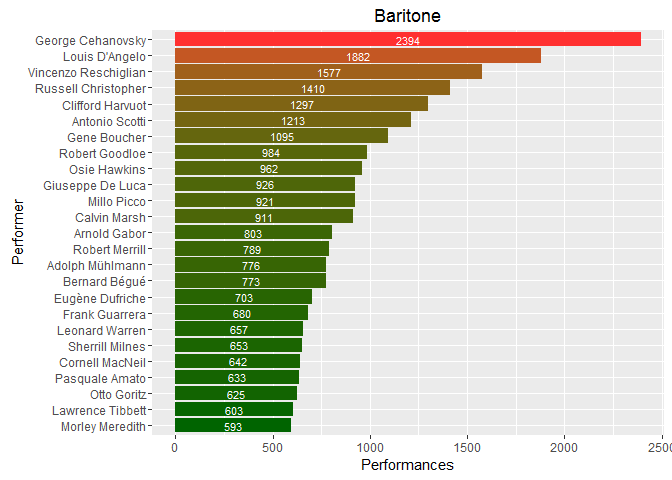 Baritone
Performer
George Cehanovsky 2394
Louis D'Angelo 1882
Vincenzo Reschiglian 1577
Russell Christopher 1410
Clifford Harvuot 1297
Antonio Scotti 1213
Gene Boucher 1095
Robert Goodloe 984
Osie Hawkins 962
Giuseppe De Luca 926
Millo Picco 921
Calvin Marsh 911
Arnold Gabor 803
Robert Merrill 789
Adolph Mühlmann 776
Bernard Bégué 773
Eugène Dufriche 703
Frank Guarrera 680
Leonard Warren 657
Sherrill Milnes 653
Cornell MacNeil 642
Pasquale Amato 633
Otto Goritz 625
Lawrence Tibbett 603
Morley Meredith 593
0 500 1000 1500 2000 2500
Performances